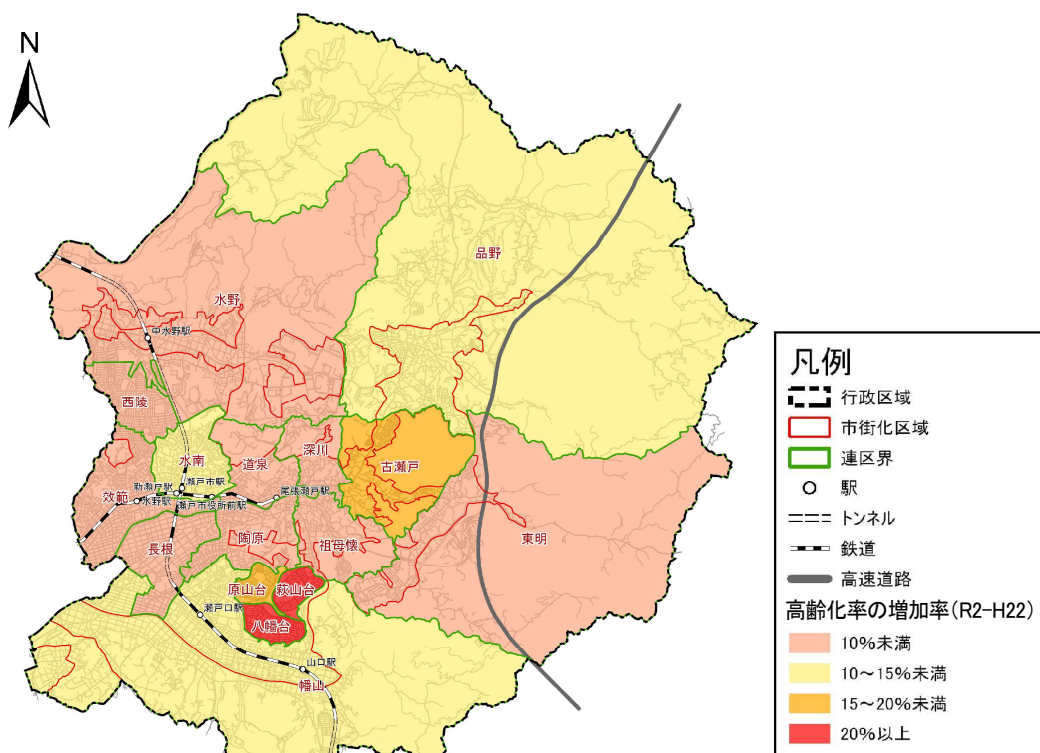 N
品野
水野
中水野駅
西陵
水南
道泉
深川
古瀬戸
新瀬戸駅
瀬戸市駅
尾張瀬戸駅
効範
水野駅
瀬戸市役所前駅
長根
陶原
祖母懐
東明
原山台
萩山台
瀬戸口駅
八幡台
山口駅
幡山
凡例
行政区域
市街化区域
連区界
駅
トンネル
鉄道
高速道路
高齢化率の増加率(R2-H22)
10%未満
10～15%未満
15～20%未満
20%以上